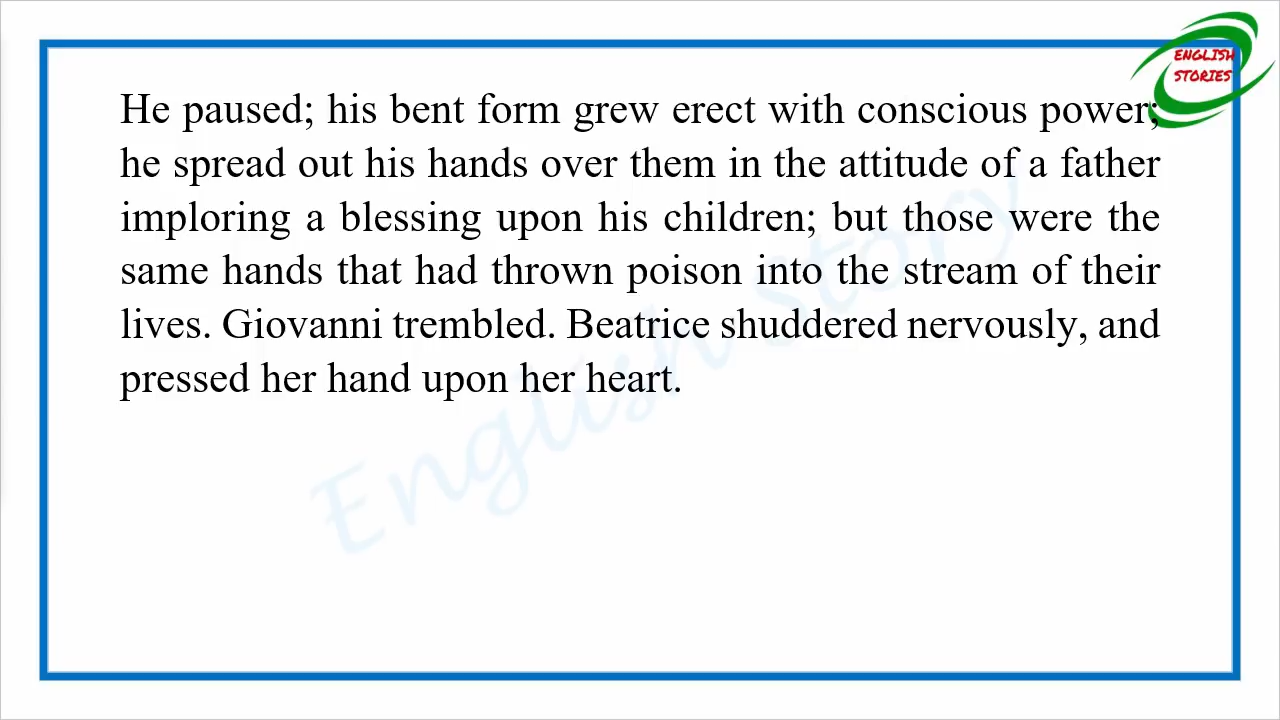 ENGLISH
STORIES
He paused; his bent form grew erect with conscious power;
he spread out his hands over them in the attitude of a father
imploring a blessing upon his children; but those were the
same hands that had thrown poison into the stream of their
lives. Giovanni trembled. Beatrice shuddered nervously, and
pressed her hand upon her heart.
English Story